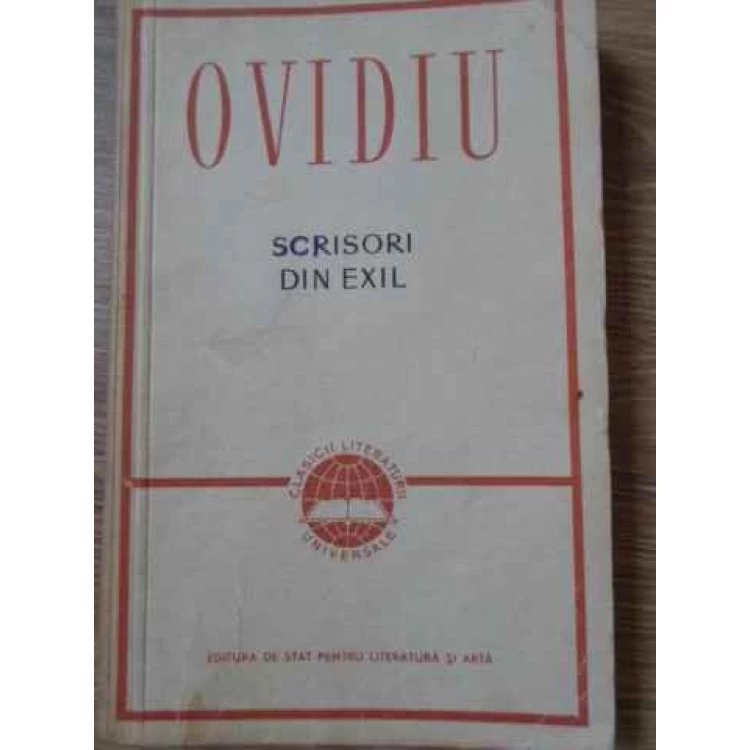 OVIDIU
SCRISORI
DIN EXIL
CLASICII LITERATURII
UNIVERSALE
EDITURA DE STAT PENTRU LITERATURĂ ȘI ARTĂ